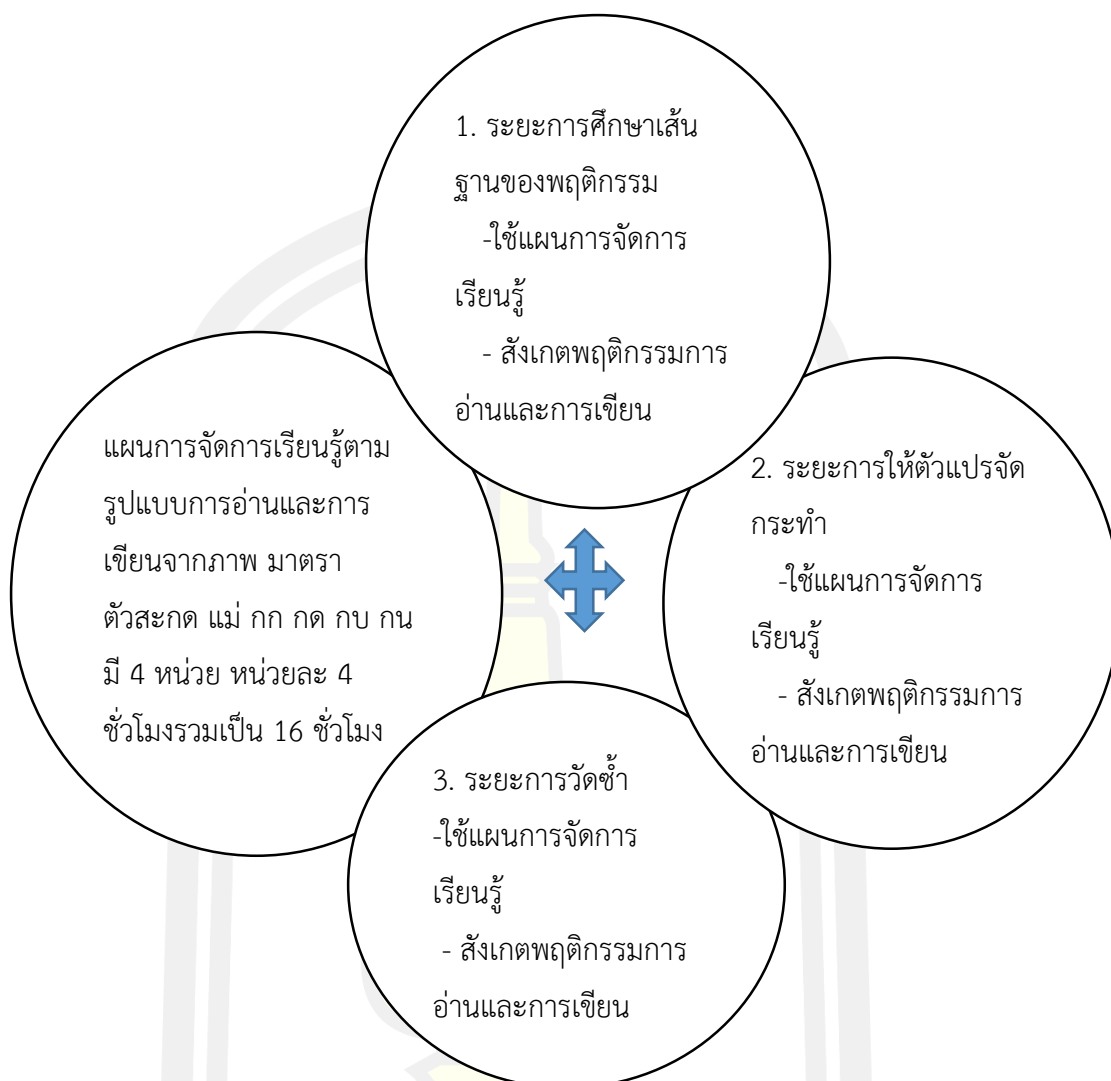 1. ระยะการศึกษาเส้น
ฐานของพฤติกรรม
-ใช้แผนการจัดการ
เรียนรู้
- สังเกตพฤติกรรมการ
อ่านและการเขียน
แผนการจัดการเรียนรู้ตาม
รูปแบบการอ่านและการ
เขียนจากภาพ มาตรา
ตัวสะกด แม่ กก กด กบ กน
มี 4 หน่วย หน่วยละ 4
ชั่วโมงรวมเป็น 16 ชั่วโมง
2. ระยะการให้ตัวแปรจัด
กระทำ
-ใช้แผนการจัดการ
เรียนรู้
- สังเกตพฤติกรรมการ
อ่านและการเขียน
3. ระยะการวัดซ้ำ
-ใช้แผนการจัดการ
เรียนรู้
- สังเกตพฤติกรรมการ
อ่านและการเขียน